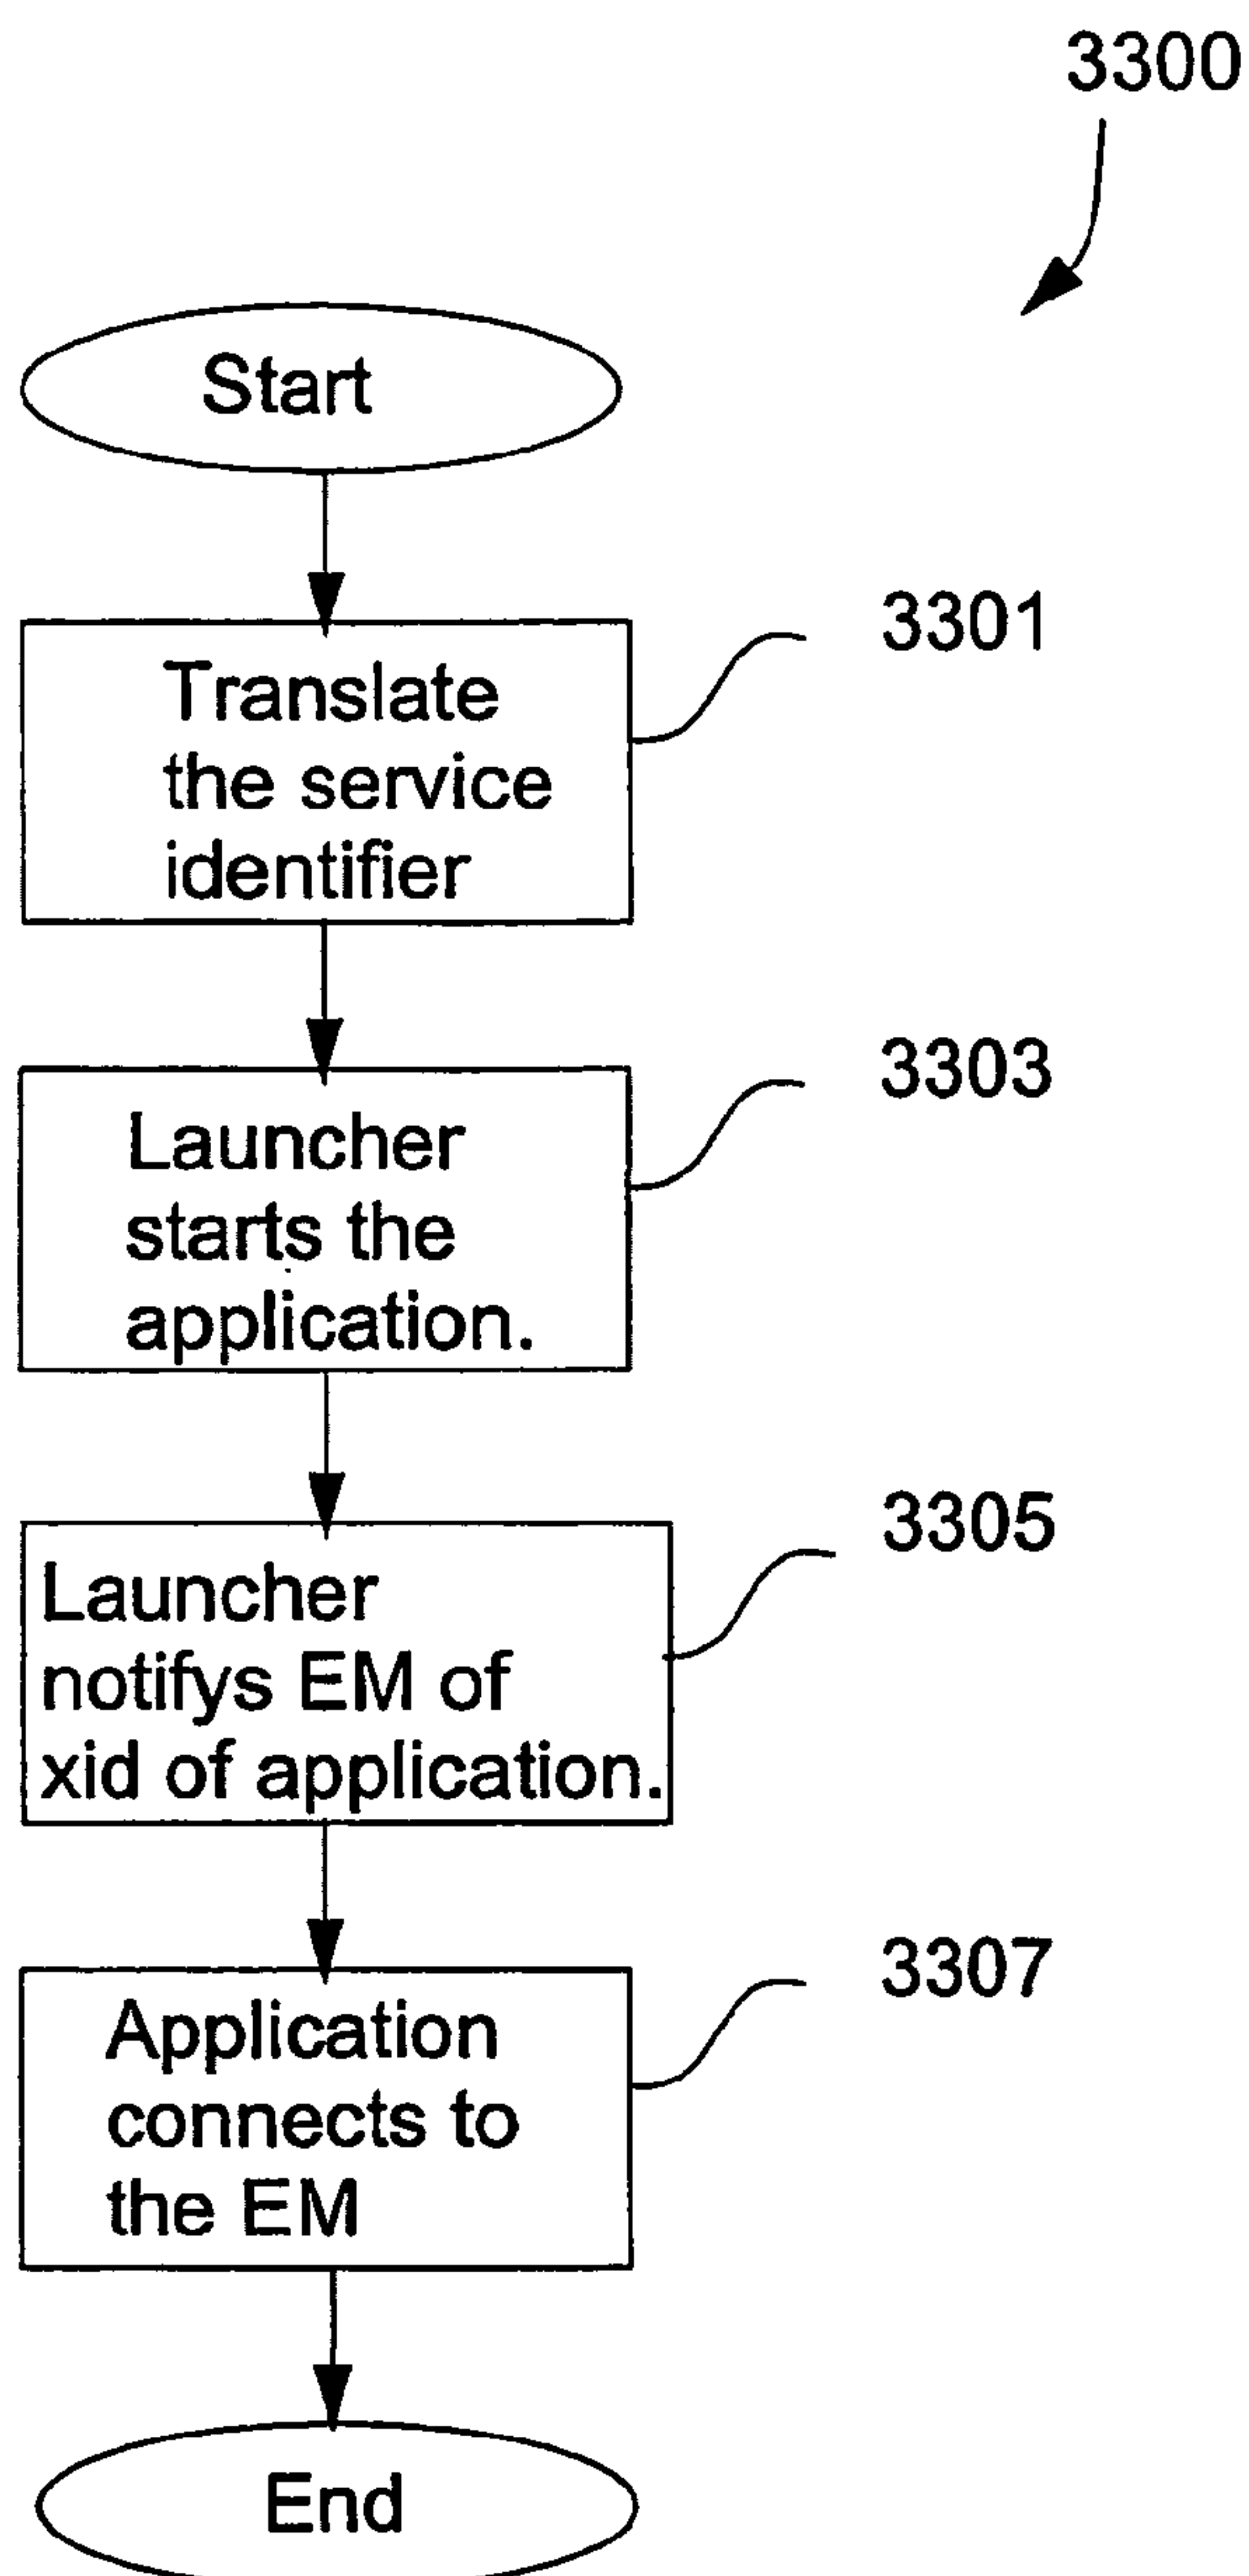 3300
Start
3301
Translate
the service
identifier
3303
Launcher
starts the
application.
3305
Launcher
notifys EM of
xid of application.
3307
Application
connects to
the EM
End